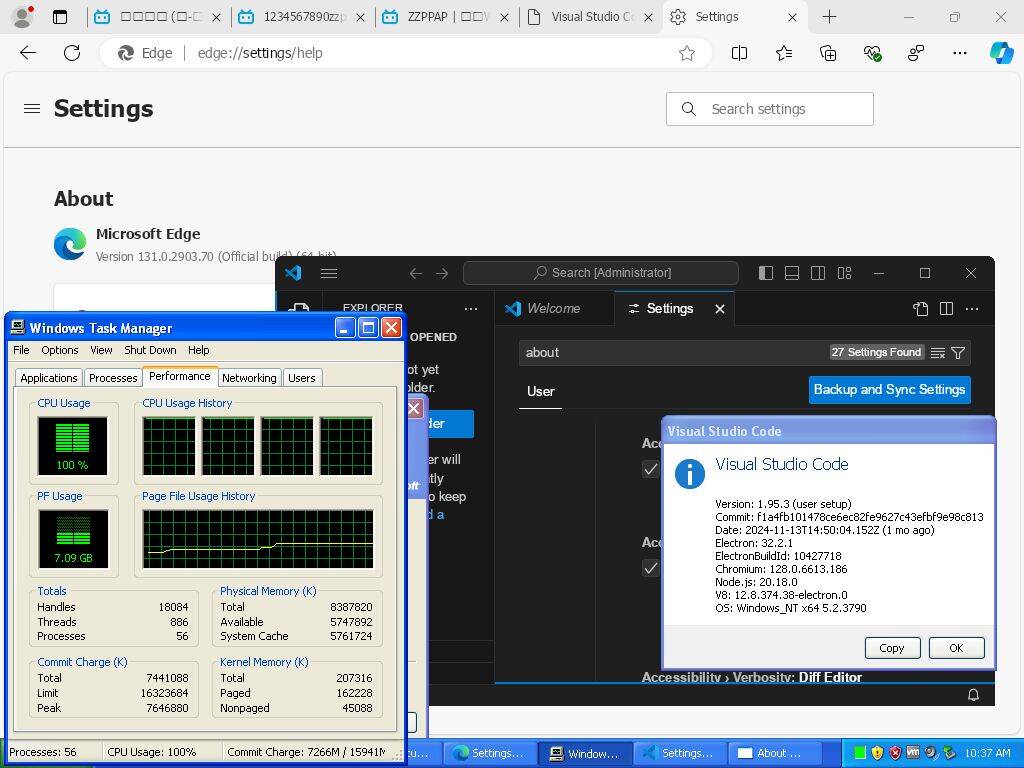 1234567890zzp
ZZPPAP |
Visual Studio Co
Settings
Edge
edge://settings/help
Settings
Search settings
About
Microsoft Edge
Version 131.0.2903.70 (Official build) (64-bit)
Search [Administrator]
EXPLORER
Welcome
Settings
OPENED
about
27 Settings Found
User
Backup and Sync Settings
Windows Task Manager
File Options View Shut Down Help
Applications Processes Performance Networking Users
CPU Usage
CPU Usage History
100 %
PF Usage
Page File Usage History
7.09 GB
Totals
Handles 18084
Threads 886
Processes 56
Physical Memory (K)
Total 8387820
Available 5747892
System Cache 5761724
Commit Charge (K)
Total 7441088
Limit 16323684
Peak 7646880
Kernel Memory (K)
Total 207316
Paged 162228
Nonpaged 45088
Processes: 56 CPU Usage: 100% Commit Charge: 7266M / 15941M
ot yet
older.
der
er will
tly
o keep
d a
oft
Acc
Acc
Visual Studio Code
Visual Studio Code
Version: 1.95.3 (user setup)
Commit: f1a4fb101478ce6ec82fe9627c43efbf9e98c813
Date: 2024-11-13T14:50:04.152Z (1 mo ago)
Electron: 32.2.1
ElectronBuildId: 10427718
Chromium: 128.0.6613.186
Node.js: 20.18.0
V8: 12.8.374.38-electron.0
OS: Windows_NT x64 5.2.3790
Copy OK
Accessibility › Verbosity: Diff Editor
tu...
Settings...
Window...
Settings...
About ...
vm
10:37 AM